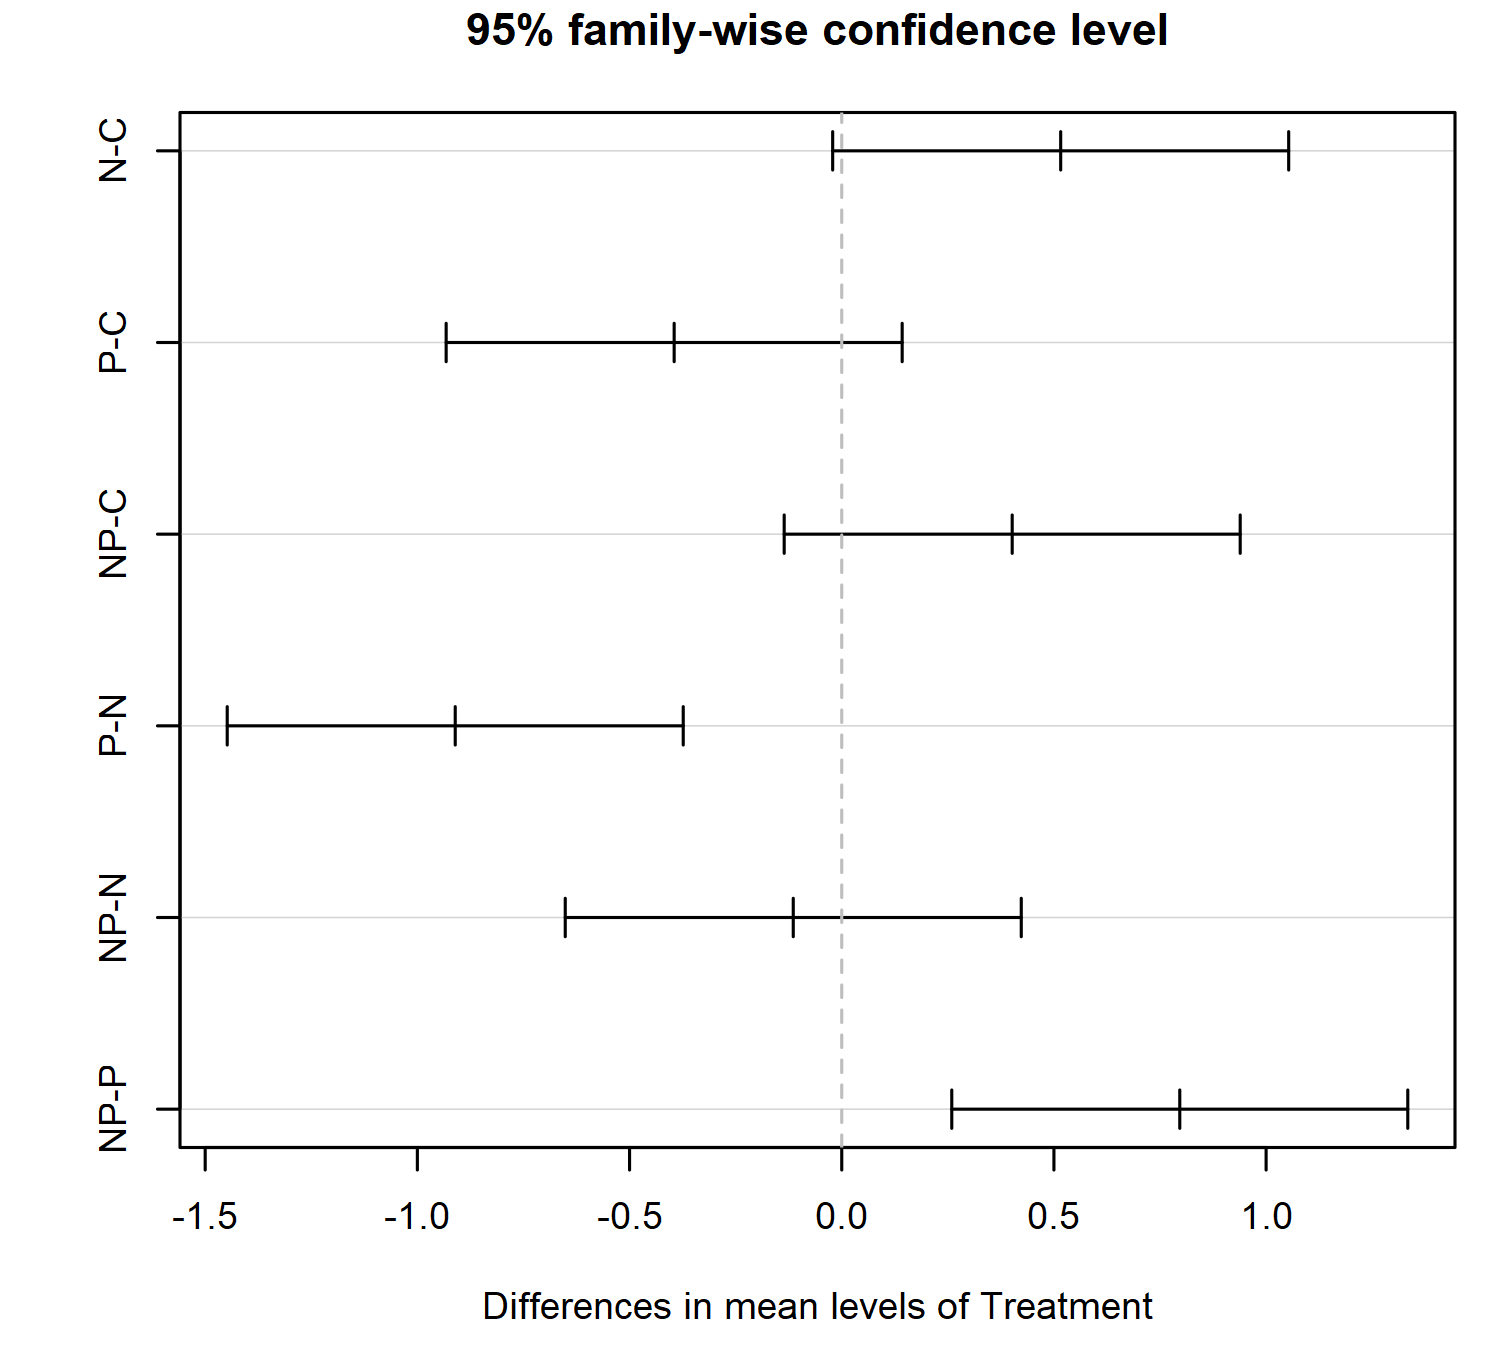 95% family-wise confidence level
N-C
P-C
NP-C
P-N
NP-N
NP-P
-1.5 -1.0 -0.5 0.0 0.5 1.0
Differences in mean levels of Treatment